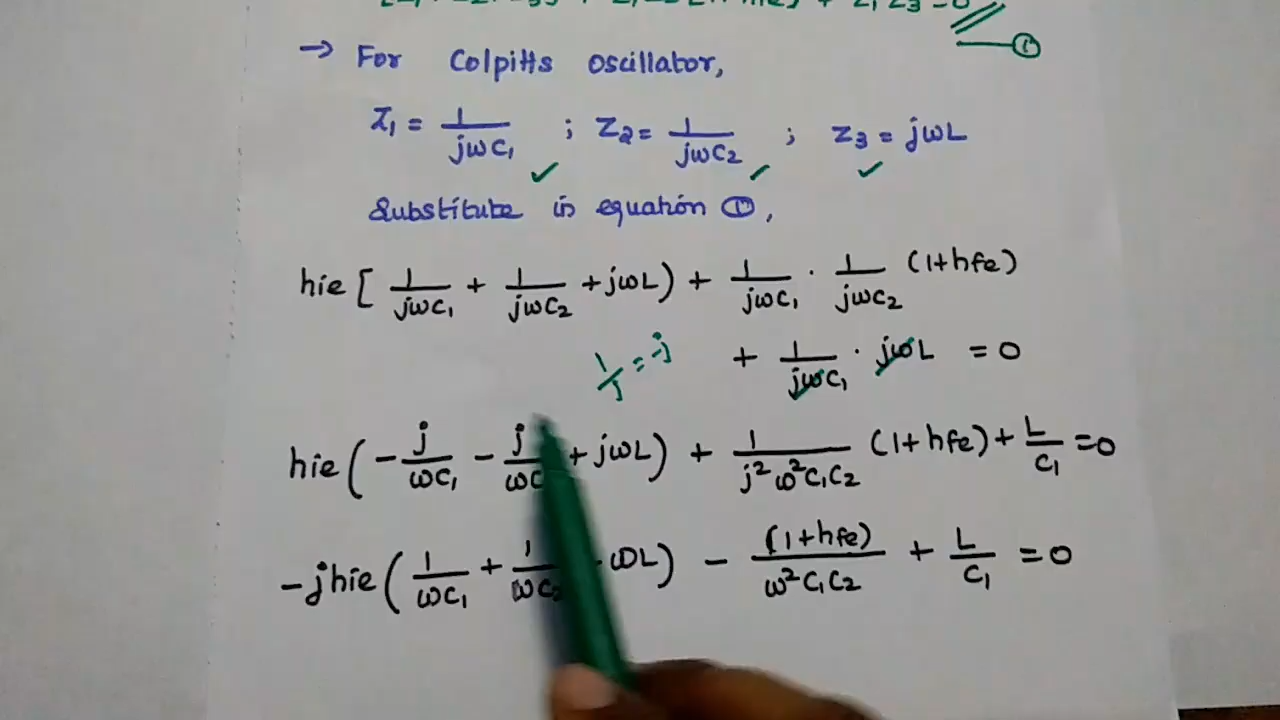 → For Colpitts oscillator,
Z₁ = 1/jωC₁ ; Z₂ = 1/jωC₂ ; Z₃ = jωL
Substitute in equation ①,
hie [ 1/jωC₁ + 1/jωC₂ + jωL ) + 1/jωC₁ · 1/jωC₂ (1+hfe)
1/j = -j + 1/jωC₁ · jωL = 0
hie ( - j/ωC₁ - j/ωC + jωL ) + 1/j²ω²C₁C₂ (1+hfe) + L/C₁ = 0
-jhie ( 1/ωC₁ + 1/ωC₂ - ωL ) - (1+hfe)/ω²C₁C₂ + L/C₁ = 0